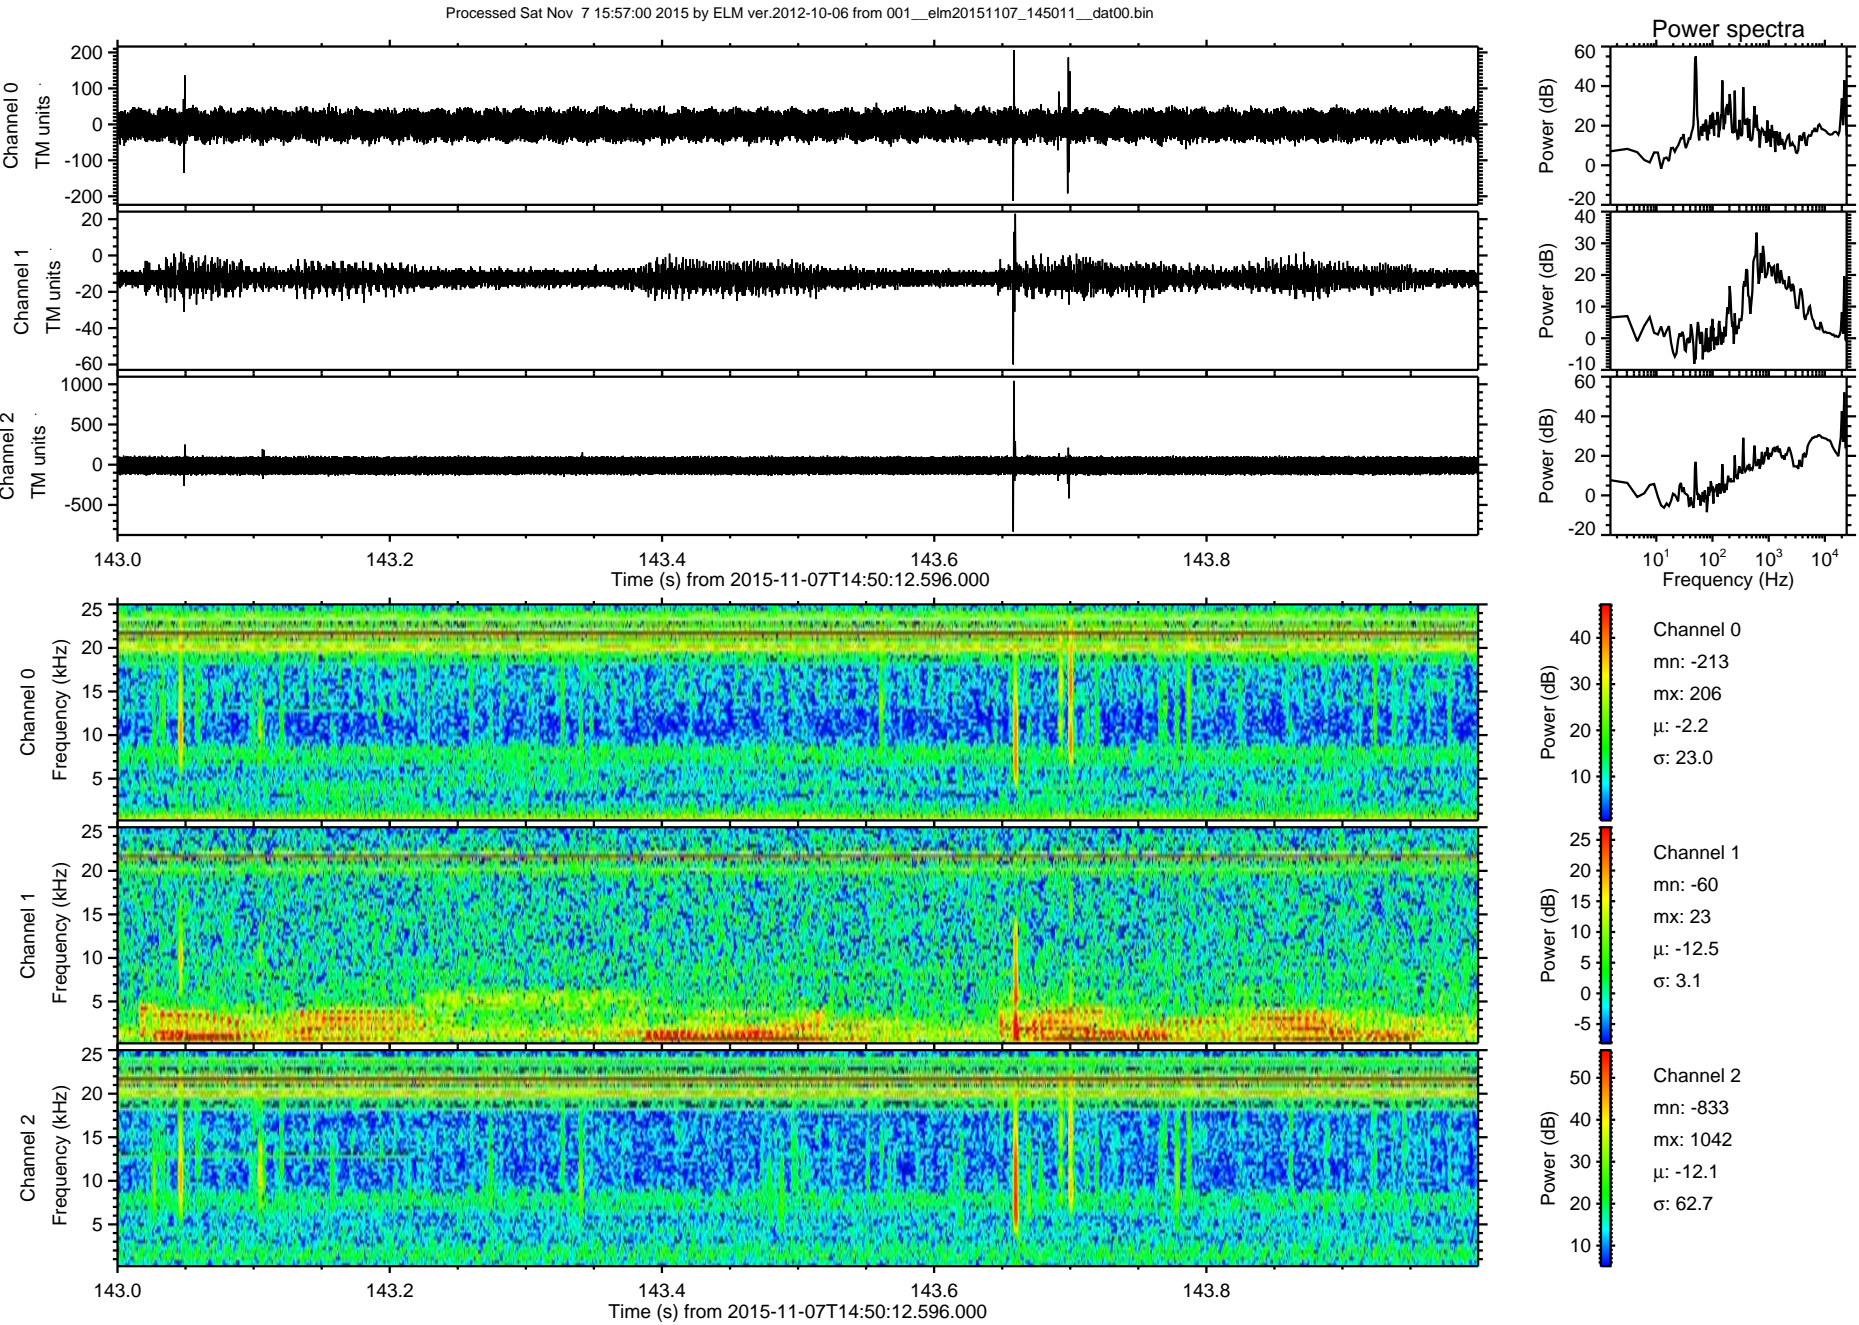 Processed Sat Nov 7 15:57:00 2015 by ELM ver.2012-10-06 from 001__elm20151107_145011__dat00.bin
Power spectra
Channel 0
TM units
200
100
0
-100
-200
Power (dB)
60
40
20
0
-20
Channel 1
TM units
20
0
-20
-40
-60
Power (dB)
40
30
20
10
0
-10
Channel 2
TM units
1000
500
0
-500
Power (dB)
60
40
20
0
-20
143.0 143.2 143.4 143.6 143.8
Time (s) from 2015-11-07T14:50:12.596.000
10^1 10^2 10^3 10^4
Frequency (Hz)
Channel 0
Frequency (kHz)
25
20
15
10
5
Power (dB)
40
30
20
10
Channel 0
mn: -213
mx: 206
μ: -2.2
σ: 23.0
Channel 1
Frequency (kHz)
25
20
15
10
5
Power (dB)
25
20
15
10
5
0
-5
Channel 1
mn: -60
mx: 23
μ: -12.5
σ: 3.1
Channel 2
Frequency (kHz)
25
20
15
10
5
Power (dB)
50
40
30
20
10
Channel 2
mn: -833
mx: 1042
μ: -12.1
σ: 62.7
143.0 143.2 143.4 143.6 143.8
Time (s) from 2015-11-07T14:50:12.596.000